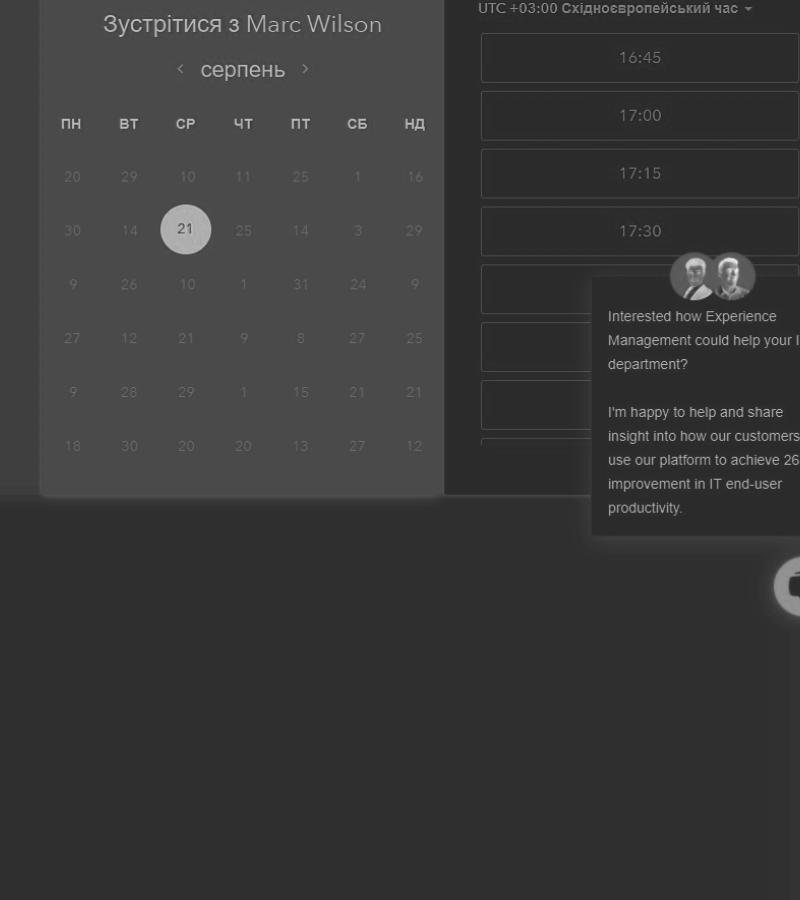 Зустрітися з Marc Wilson
серпень
ПН ВТ СР ЧТ ПТ СБ НД
20 29 10 11 25 1 16
30 14 21 25 14 3 29
9 26 10 1 31 24 9
27 12 21 9 8 27 25
9 28 29 1 15 21 21
18 30 20 20 13 27 12
UTC +03:00 Східноєвропейський час
16:45
17:00
17:15
17:30
Interested how Experience
Management could help your
department?
I'm happy to help and share
insight into how our customers
use our platform to achieve 26
improvement in IT end-user
productivity.